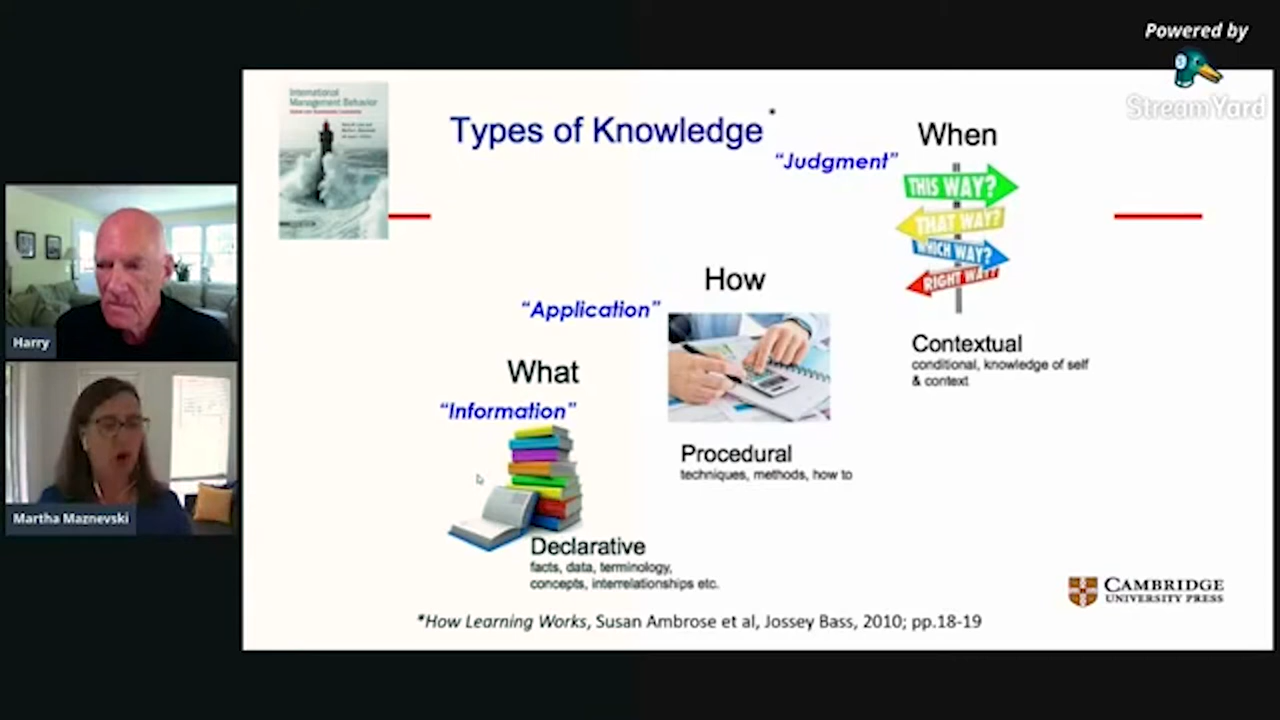 Powered by
StreamYard
International
Management Behavior
Types of Knowledge*
When
"Judgment"
THIS WAY?
THAT WAY?
WHICH WAY?
RIGHT WAY?
How
"Application"
Contextual
conditional, knowledge of self
& context
What
"Information"
Procedural
techniques, methods, how to
Declarative
facts, data, terminology,
concepts, interrelationships etc.
CAMBRIDGE
UNIVERSITY PRESS
*How Learning Works, Susan Ambrose et al, Jossey Bass, 2010; pp.18-19
Harry
Martha Maznevski